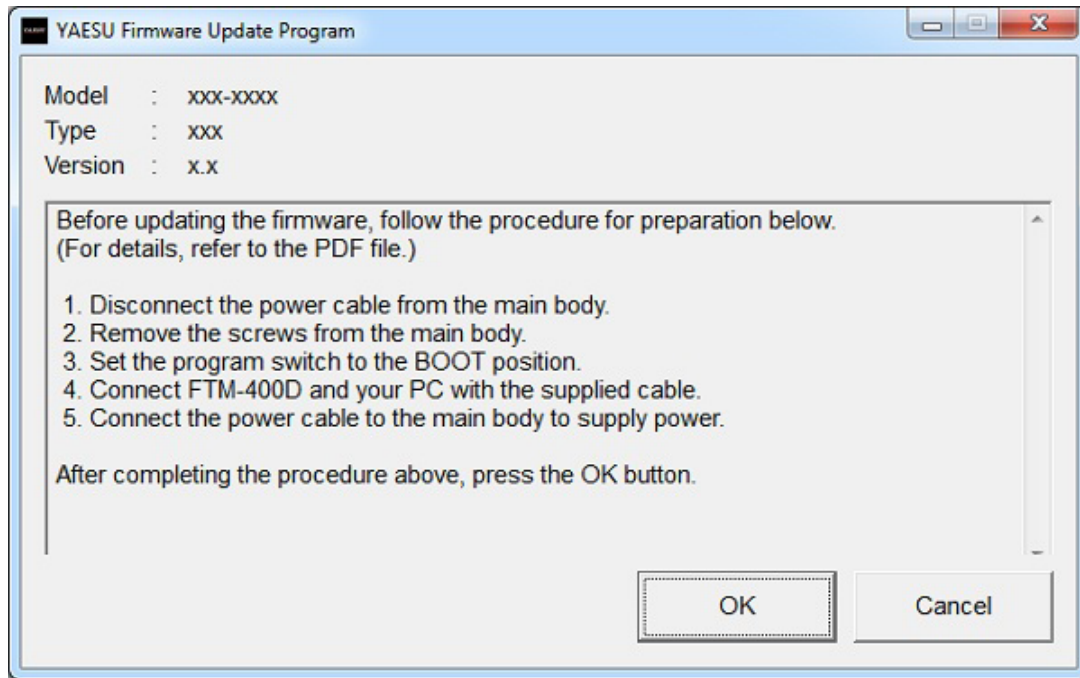 YAESU Firmware Update Program
Model : xxx-xxxx
Type : xxx
Version : x.x
Before updating the firmware, follow the procedure for preparation below.
(For details, refer to the PDF file.)
1. Disconnect the power cable from the main body.
2. Remove the screws from the main body.
3. Set the program switch to the BOOT position.
4. Connect FTM-400D and your PC with the supplied cable.
5. Connect the power cable to the main body to supply power.
After completing the procedure above, press the OK button.
OK Cancel